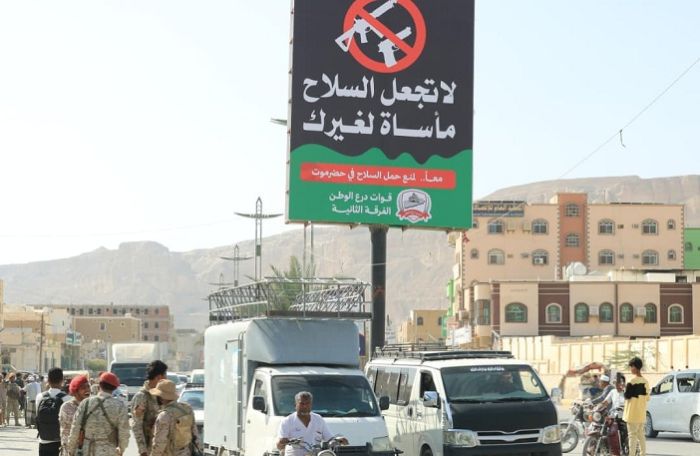 لا تجعل السلاح
مأساة لغيرك
معاً.. لمنع حمل السلاح في حضرموت
قوات درع الوطن
الفرقة الثانية